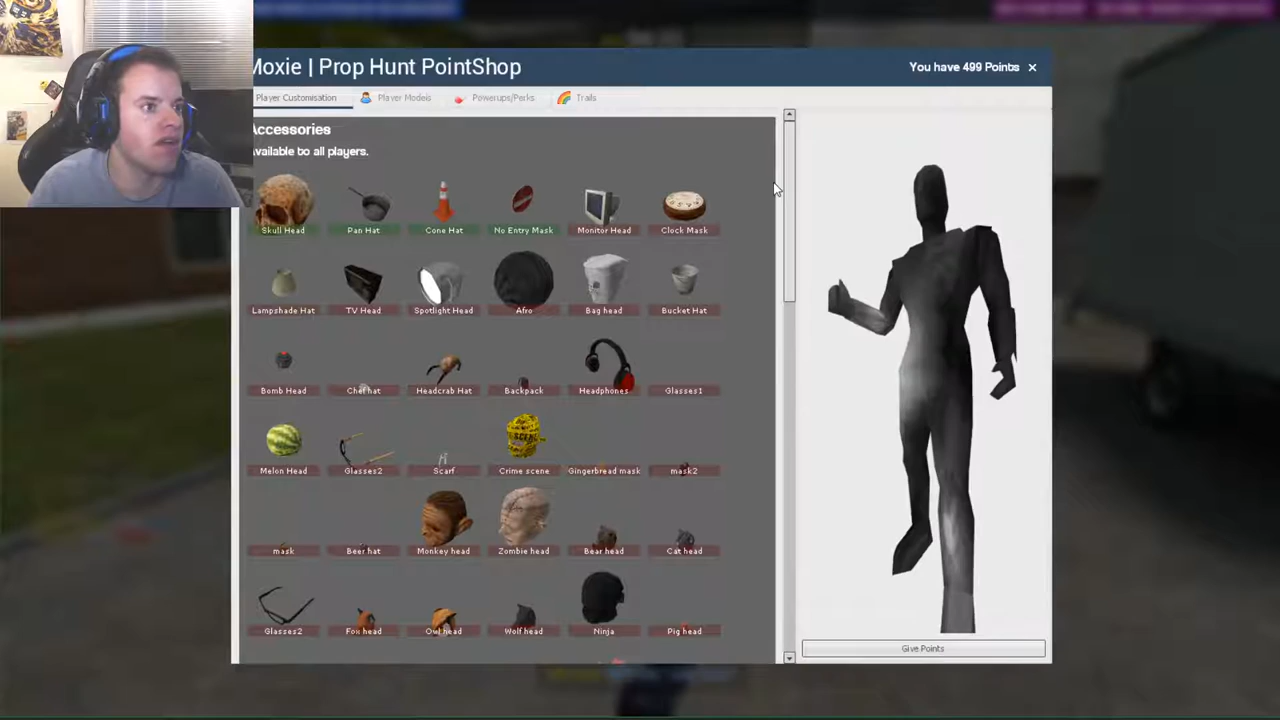 Moxie | Prop Hunt PointShop
You have 499 Points
Player Customisation Player Models Powerups/Perks Trails
Accessories
Available to all players.
Skull Head Pan Hat Cone Hat No Entry Mask Monitor Head Clock Mask
Lampshade Hat TV Head Spotlight Head Afro Bag head Bucket Hat
Bomb Head Chef hat Headcrab Hat Backpack Headphones Glasses1
Melon Head Glasses2 Scarf Crime scene Gingerbread mask mask2
mask Beer hat Monkey head Zombie head Bear head Cat head
Glasses2 Fox head Owl head Wolf head Ninja Pig head
Give Points